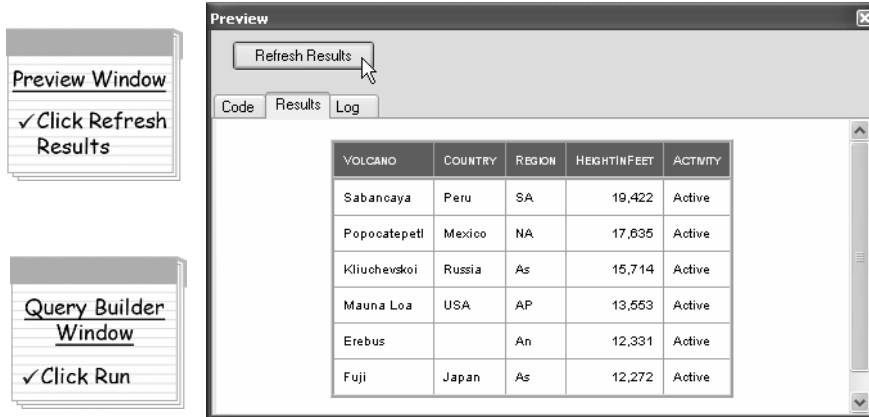 Preview Window
✓Click Refresh
Results
Query Builder
Window
✓Click Run
Preview
Refresh Results
Code Results Log
VOLCANO COUNTRY REGION HEIGHTINFEET ACTIVITY
Sabancaya Peru SA 19,422 Active
Popocatepetl Mexico NA 17,635 Active
Kliuchevskoi Russia As 15,714 Active
Mauna Loa USA AP 13,553 Active
Erebus An 12,331 Active
Fuji Japan As 12,272 Active